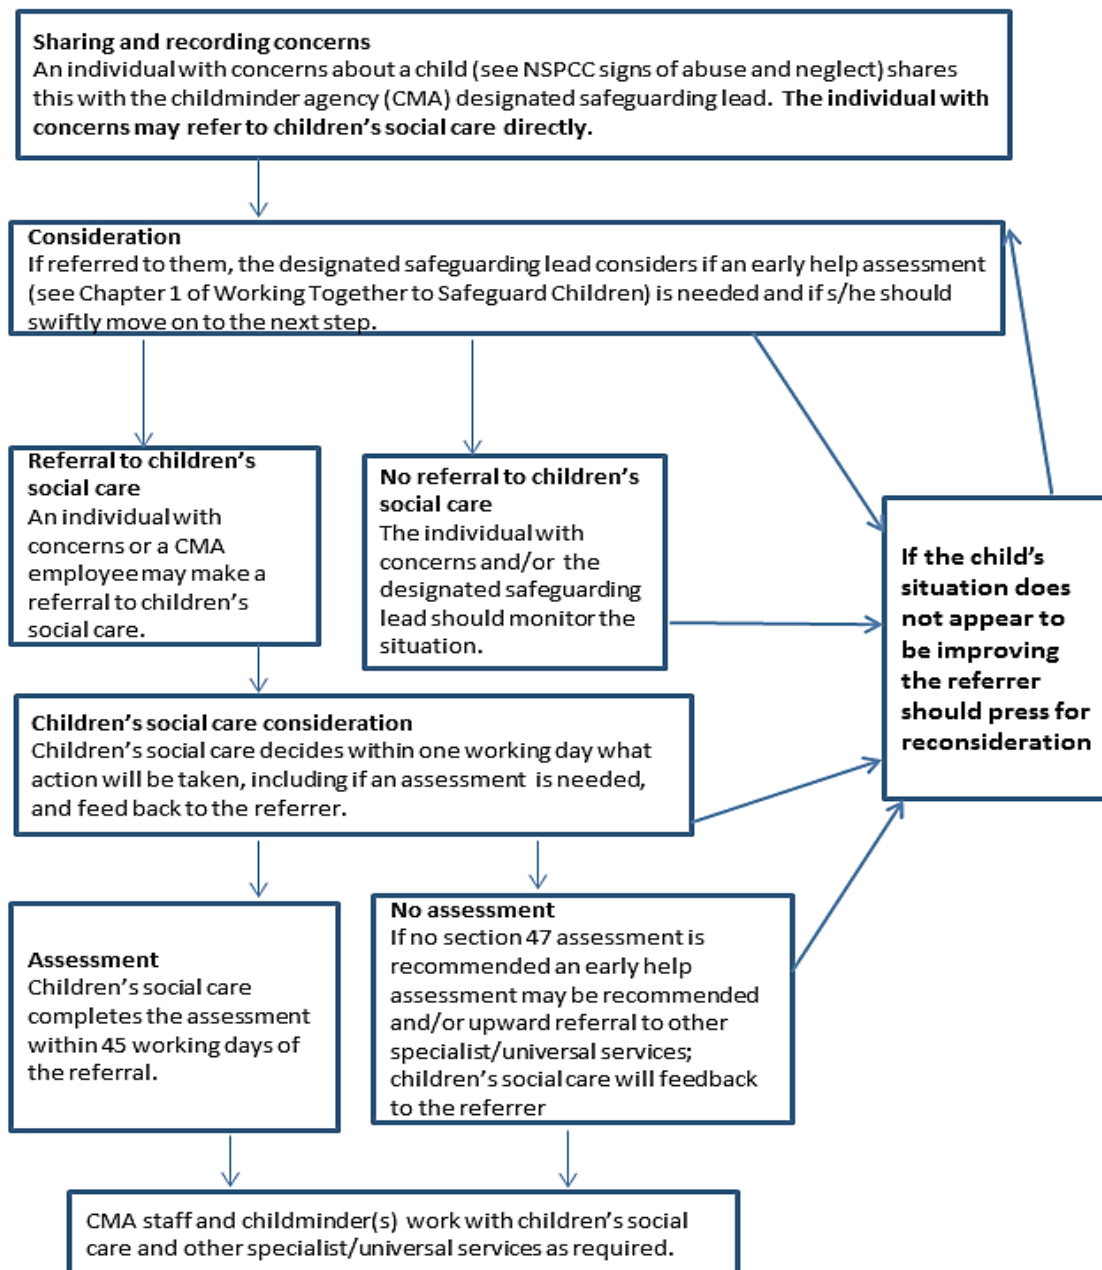 Sharing and recording concerns
An individual with concerns about a child (see NSPCC signs of abuse and neglect) shares
this with the childminder agency (CMA) designated safeguarding lead. The individual with
concerns may refer to children's social care directly.
Consideration
If referred to them, the designated safeguarding lead considers if an early help assessment
(see Chapter 1 of Working Together to Safeguard Children) is needed and if s/he should
swiftly move on to the next step.
Referral to children's
social care
An individual with
concerns or a CMA
employee may make a
referral to children's
social care.
No referral to children's
social care
The individual with
concerns and/or the
designated safeguarding
lead should monitor the
situation.
If the child's
situation does
not appear to
be improving
the referrer
should press for
reconsideration
Children's social care consideration
Children's social care decides within one working day what
action will be taken, including if an assessment is needed,
and feed back to the referrer.
Assessment
Children's social care
completes the assessment
within 45 working days of
the referral.
No assessment
If no section 47 assessment is
recommended an early help
assessment may be recommended
and/or upward referral to other
specialist/universal services;
children's social care will feedback
to the referrer
CMA staff and childminder(s) work with children's social
care and other specialist/universal services as required.